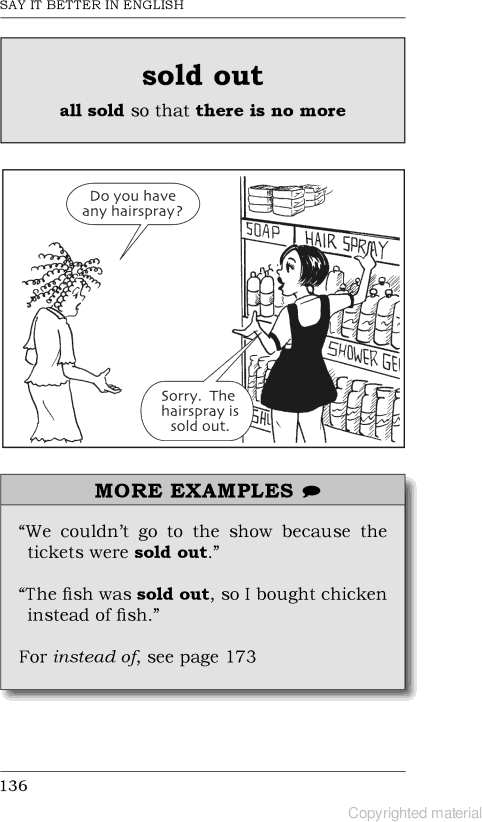 SAY IT BETTER IN ENGLISH
sold out
all sold so that there is no more
Do you have
any hairspray?
SOAP
HAIR SPRAY
SHOWER GE
Sorry. The
hairspray is
sold out.
MORE EXAMPLES
“We couldn’t go to the show because the
tickets were sold out.”
“The fish was sold out, so I bought chicken
instead of fish.”
For instead of, see page 173
136
Copyrighted material